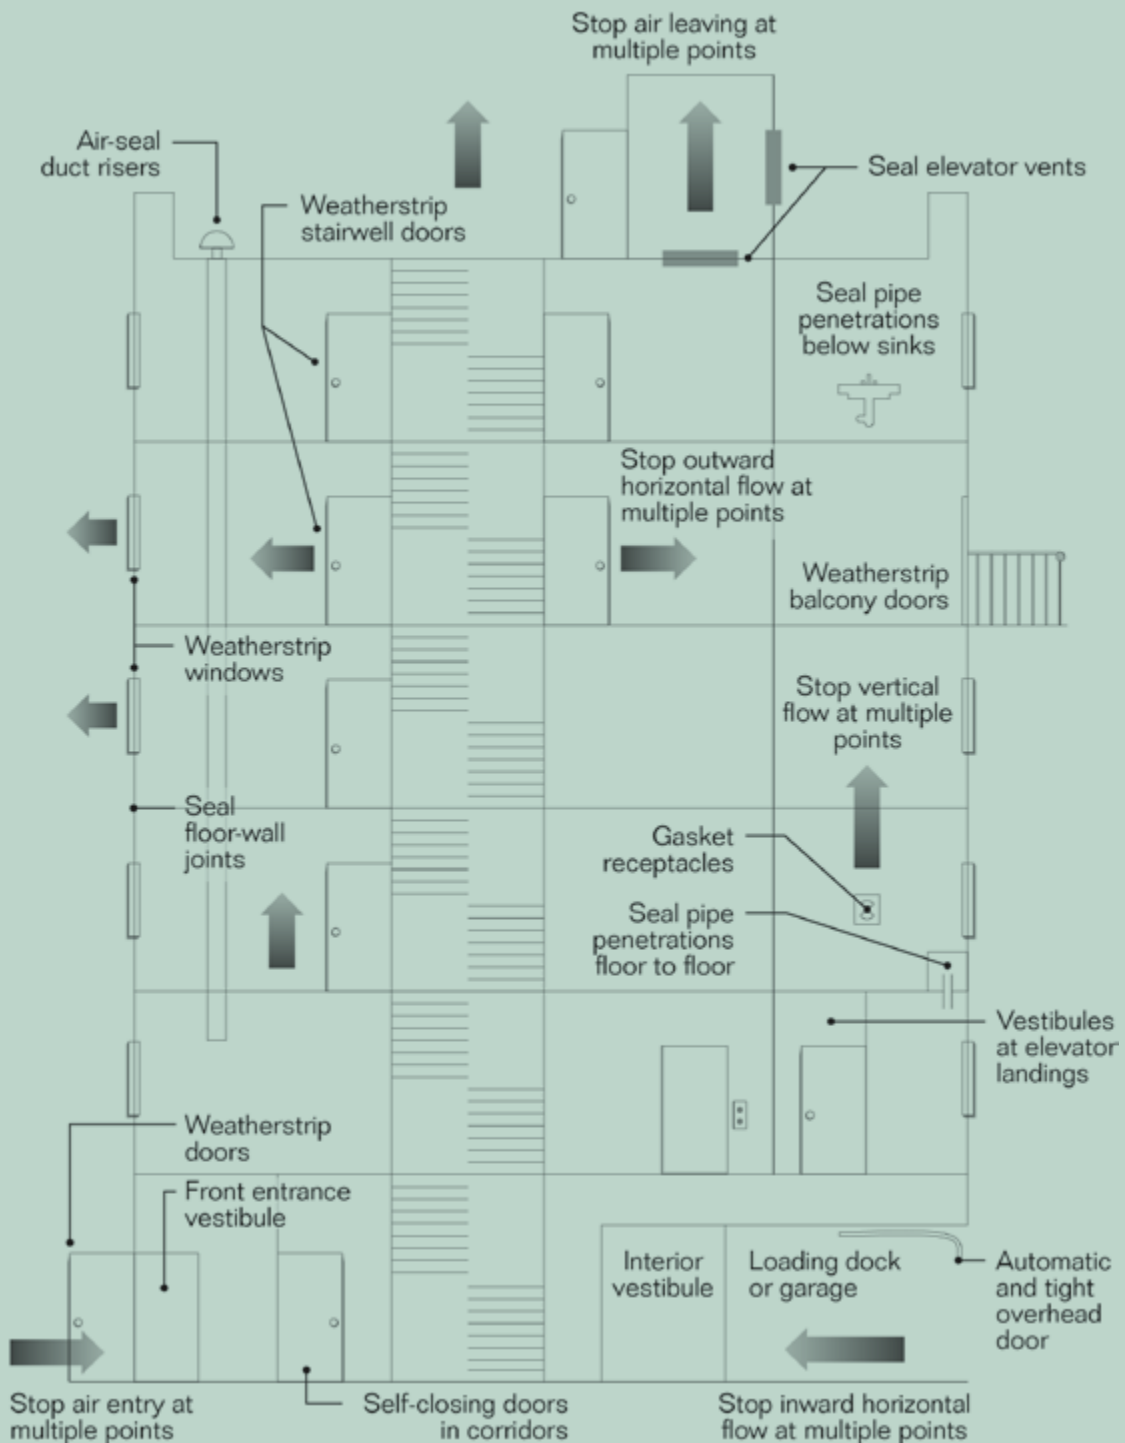 Stop air leaving at
multiple points
Air-seal
duct risers
Seal elevator vents
Weatherstrip
stairwell doors
Seal pipe
penetrations
below sinks
Stop outward
horizontal flow at
multiple points
Weatherstrip
balcony doors
Weatherstrip
windows
Stop vertical
flow at multiple
points
Seal
floor-wall
joints
Gasket
receptacles
Seal pipe
penetrations
floor to floor
Vestibules
at elevator
landings
Weatherstrip
doors
Front entrance
vestibule
Interior
vestibule
Loading dock
or garage
Automatic
and tight
overhead
door
Stop air entry at
multiple points
Self-closing doors
in corridors
Stop inward horizontal
flow at multiple points